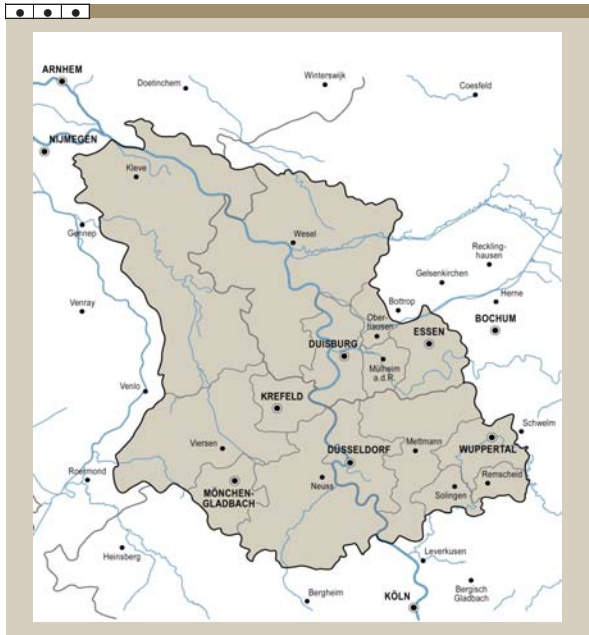 ARNHEM
Doetinchem
Winterswijk
Coesfeld
NIJMEGEN
Kleve
Gennep
Wesel
Reckling-
hausen
Gelsenkirchen
Herne
Venray
Bottrop
BOCHUM
Ober-
hausen
ESSEN
DUISBURG
Mülheim
a.d.R.
Venlo
KREFELD
Schwelm
Viersen
Mettmann
WUPPERTAL
DÜSSELDORF
Roermond
Remscheid
MÖNCHEN-
GLADBACH
Neuss
Solingen
Heinsberg
Leverkusen
Bergheim
KÖLN
Bergisch
Gladbach